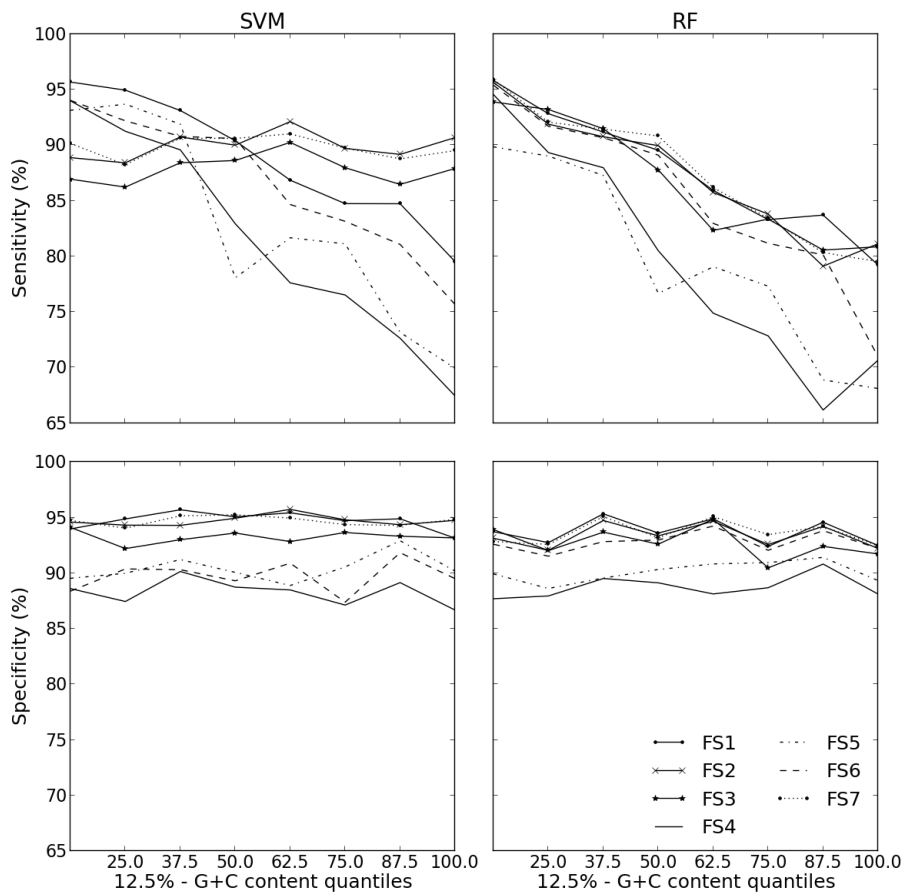 SVM
RF
100
95
90
85
80
75
70
65
Sensitivity (%)
100
95
90
85
80
75
70
65
Specificity (%)
FS1
FS2
FS3
FS4
FS5
FS6
FS7
25.0 37.5 50.0 62.5 75.0 87.5 100.0
12.5% - G+C content quantiles
25.0 37.5 50.0 62.5 75.0 87.5 100.0
12.5% - G+C content quantiles